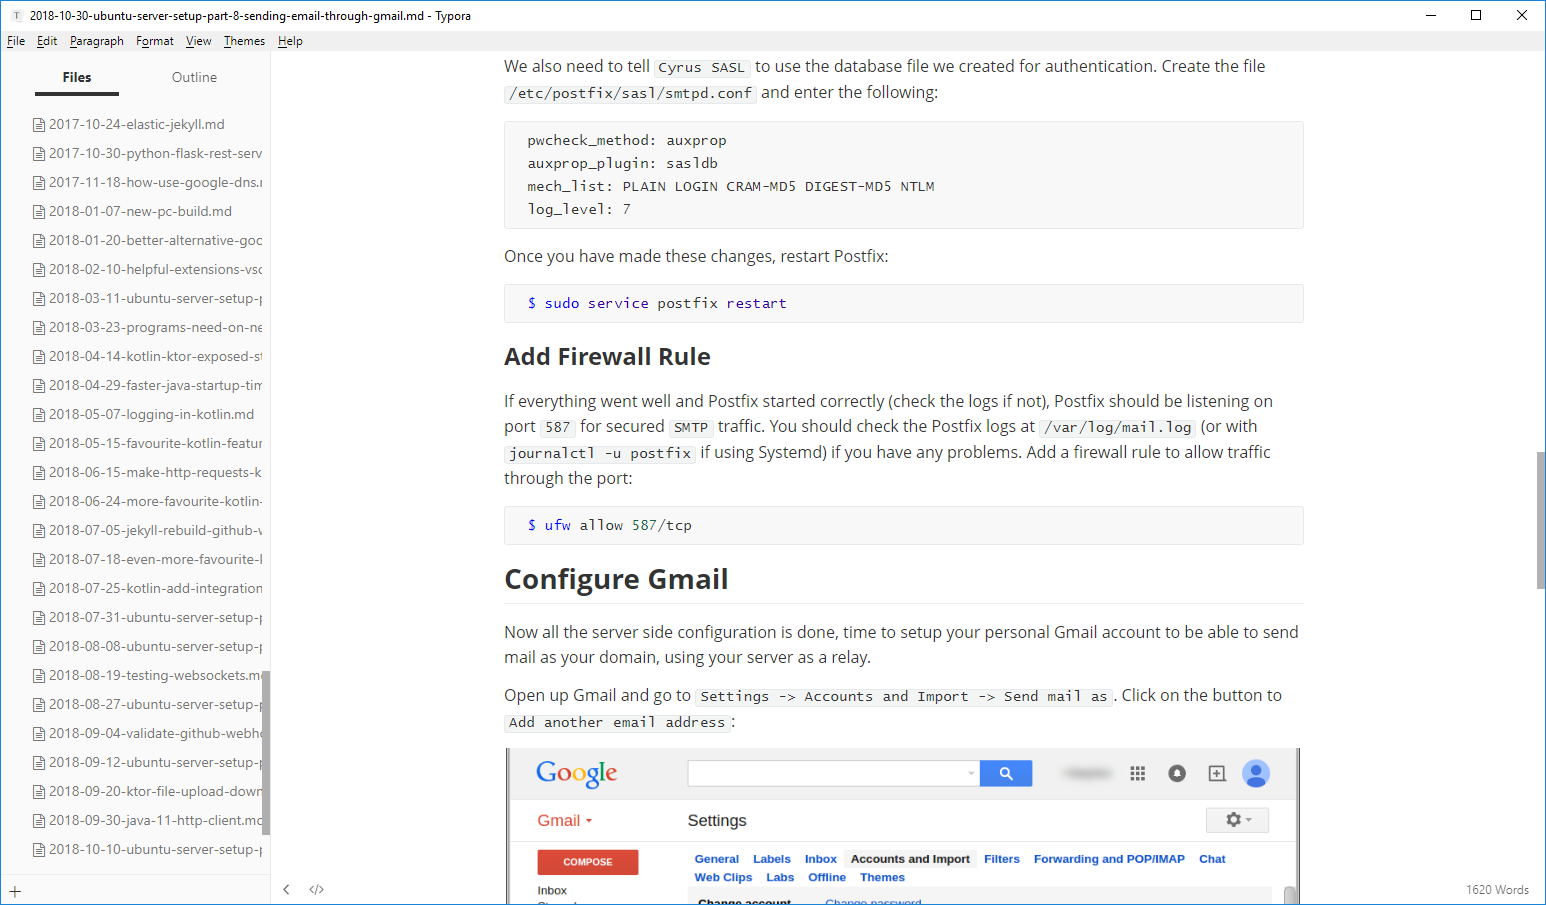 2018-10-30-ubuntu-server-setup-part-8-sending-email-through-gmail.md - Typora
File Edit Paragraph Format View Themes Help
Files Outline
2017-10-24-elastic-jekyll.md
2017-10-30-python-flask-rest-serv
2017-11-18-how-use-google-dns.
2018-01-07-new-pc-build.md
2018-01-20-better-alternative-goo
2018-02-10-helpful-extensions-vsc
2018-03-11-ubuntu-server-setup-p
2018-03-23-programs-need-on-ne
2018-04-14-kotlin-ktor-exposed-st
2018-04-29-faster-java-startup-tim
2018-05-07-logging-in-kotlin.md
2018-05-15-favourite-kotlin-featur
2018-06-15-make-http-requests-k
2018-06-24-more-favourite-kotlin-
2018-07-05-jekyll-rebuild-github-w
2018-07-18-even-more-favourite-k
2018-07-25-kotlin-add-integration
2018-07-31-ubuntu-server-setup-p
2018-08-08-ubuntu-server-setup-p
2018-08-19-testing-websockets.m
2018-08-27-ubuntu-server-setup-p
2018-09-04-validate-github-webho
2018-09-12-ubuntu-server-setup-p
2018-09-20-ktor-file-upload-down
2018-09-30-java-11-http-client.mc
2018-10-10-ubuntu-server-setup-p
We also need to tell Cyrus SASL to use the database file we created for authentication. Create the file
/etc/postfix/sasl/smtpd.conf and enter the following:
pwcheck_method: auxprop
auxprop_plugin: sasldb
mech_list: PLAIN LOGIN CRAM-MD5 DIGEST-MD5 NTLM
log_level: 7
Once you have made these changes, restart Postfix:
$ sudo service postfix restart
Add Firewall Rule
If everything went well and Postfix started correctly (check the logs if not), Postfix should be listening on
port 587 for secured SMTP traffic. You should check the Postfix logs at /var/log/mail.log (or with
journalctl -u postfix if using Systemd) if you have any problems. Add a firewall rule to allow traffic
through the port:
$ ufw allow 587/tcp
Configure Gmail
Now all the server side configuration is done, time to setup your personal Gmail account to be able to send
mail as your domain, using your server as a relay.
Open up Gmail and go to Settings -> Accounts and Import -> Send mail as. Click on the button to
Add another email address:
Google
Gmail Settings
COMPOSE
General Labels Inbox Accounts and Import Filters Forwarding and POP/IMAP Chat
Web Clips Labs Offline Themes
Inbox
Change account Change password
</>
1620 Words